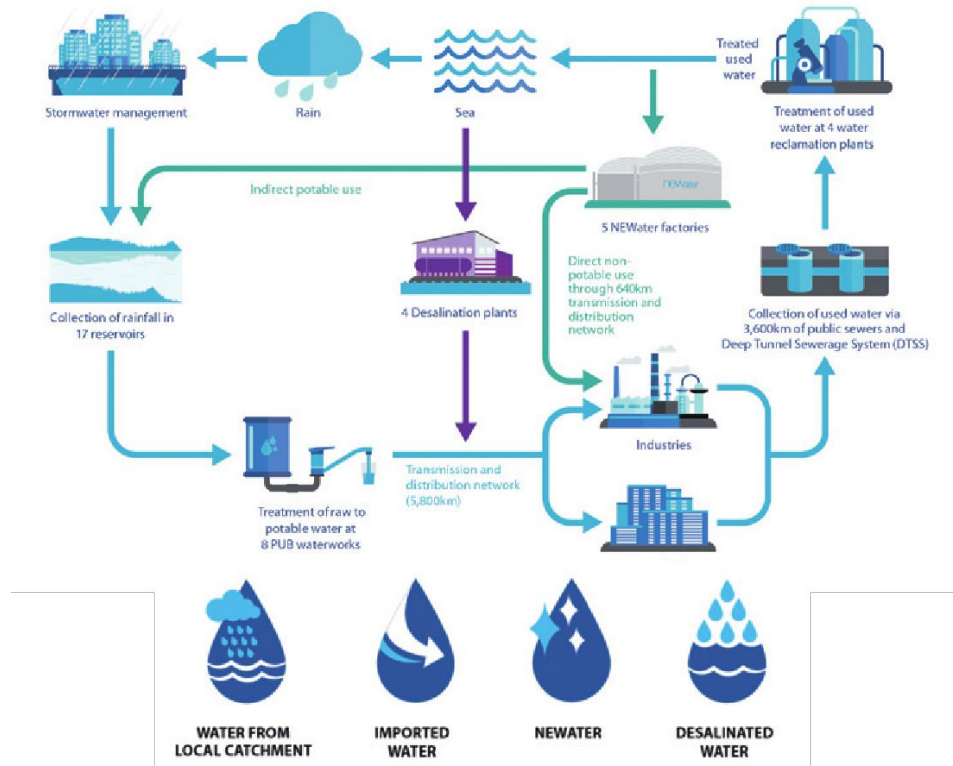 Treated
used
water
Stormwater management
Rain
Sea
Treatment of used
water at 4 water
reclamation plants
Indirect potable use
NEWater
5 NEWater factories
Collection of rainfall in
17 reservoirs
4 Desalination plants
Direct non-
potable use
through 640km
transmission and
distribution
network
Collection of used water via
3,600km of public sewers and
Deep Tunnel Sewerage System (DTSS)
Industries
Treatment of raw to
potable water at
8 PUB waterworks
Transmission and
distribution network
(5,800km)
WATER FROM
LOCAL CATCHMENT
IMPORTED
WATER
NEWATER
DESALINATED
WATER